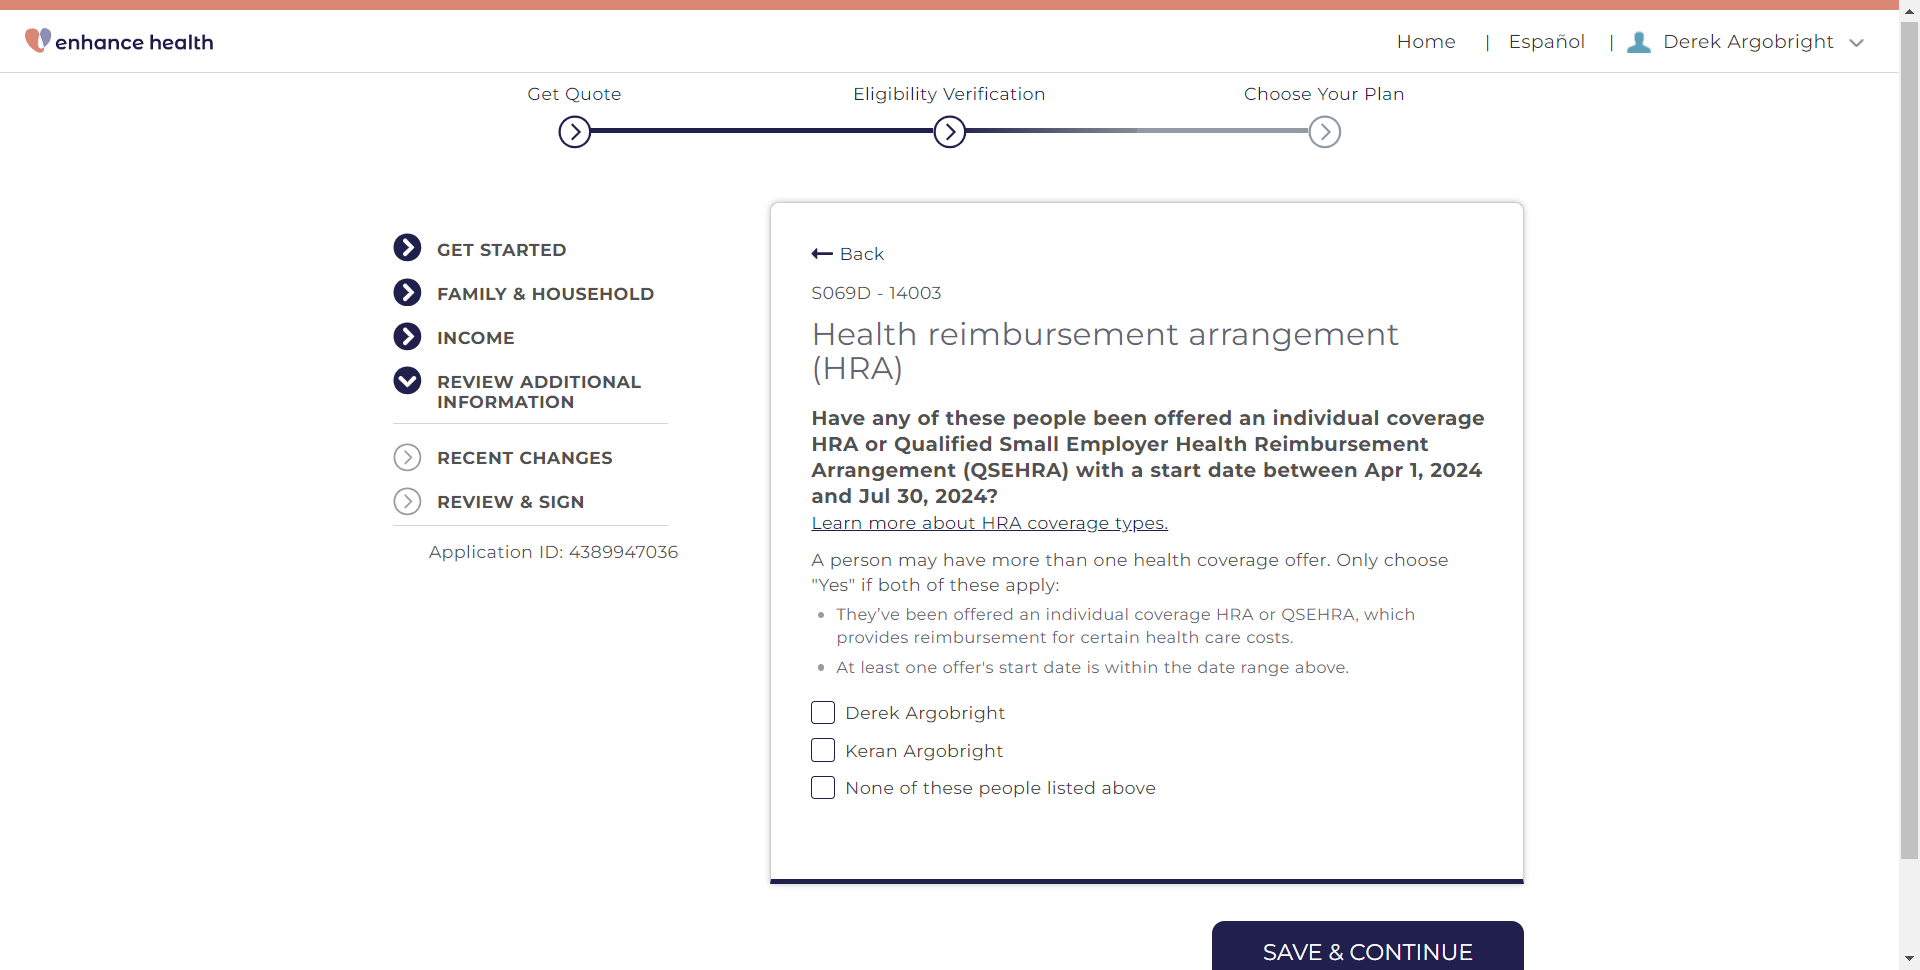 enhance health
Home | Español | Derek Argobright
Get Quote
Eligibility Verification
Choose Your Plan
GET STARTED
FAMILY & HOUSEHOLD
INCOME
REVIEW ADDITIONAL
INFORMATION
RECENT CHANGES
REVIEW & SIGN
Application ID: 4389947036
Back
S069D - 14003
Health reimbursement arrangement
(HRA)
Have any of these people been offered an individual coverage
HRA or Qualified Small Employer Health Reimbursement
Arrangement (QSEHRA) with a start date between Apr 1, 2024
and Jul 30, 2024?
Learn more about HRA coverage types.
A person may have more than one health coverage offer. Only choose
"Yes" if both of these apply:
• They’ve been offered an individual coverage HRA or QSEHRA, which
provides reimbursement for certain health care costs.
• At least one offer's start date is within the date range above.
Derek Argobright
Keran Argobright
None of these people listed above
SAVE & CONTINUE